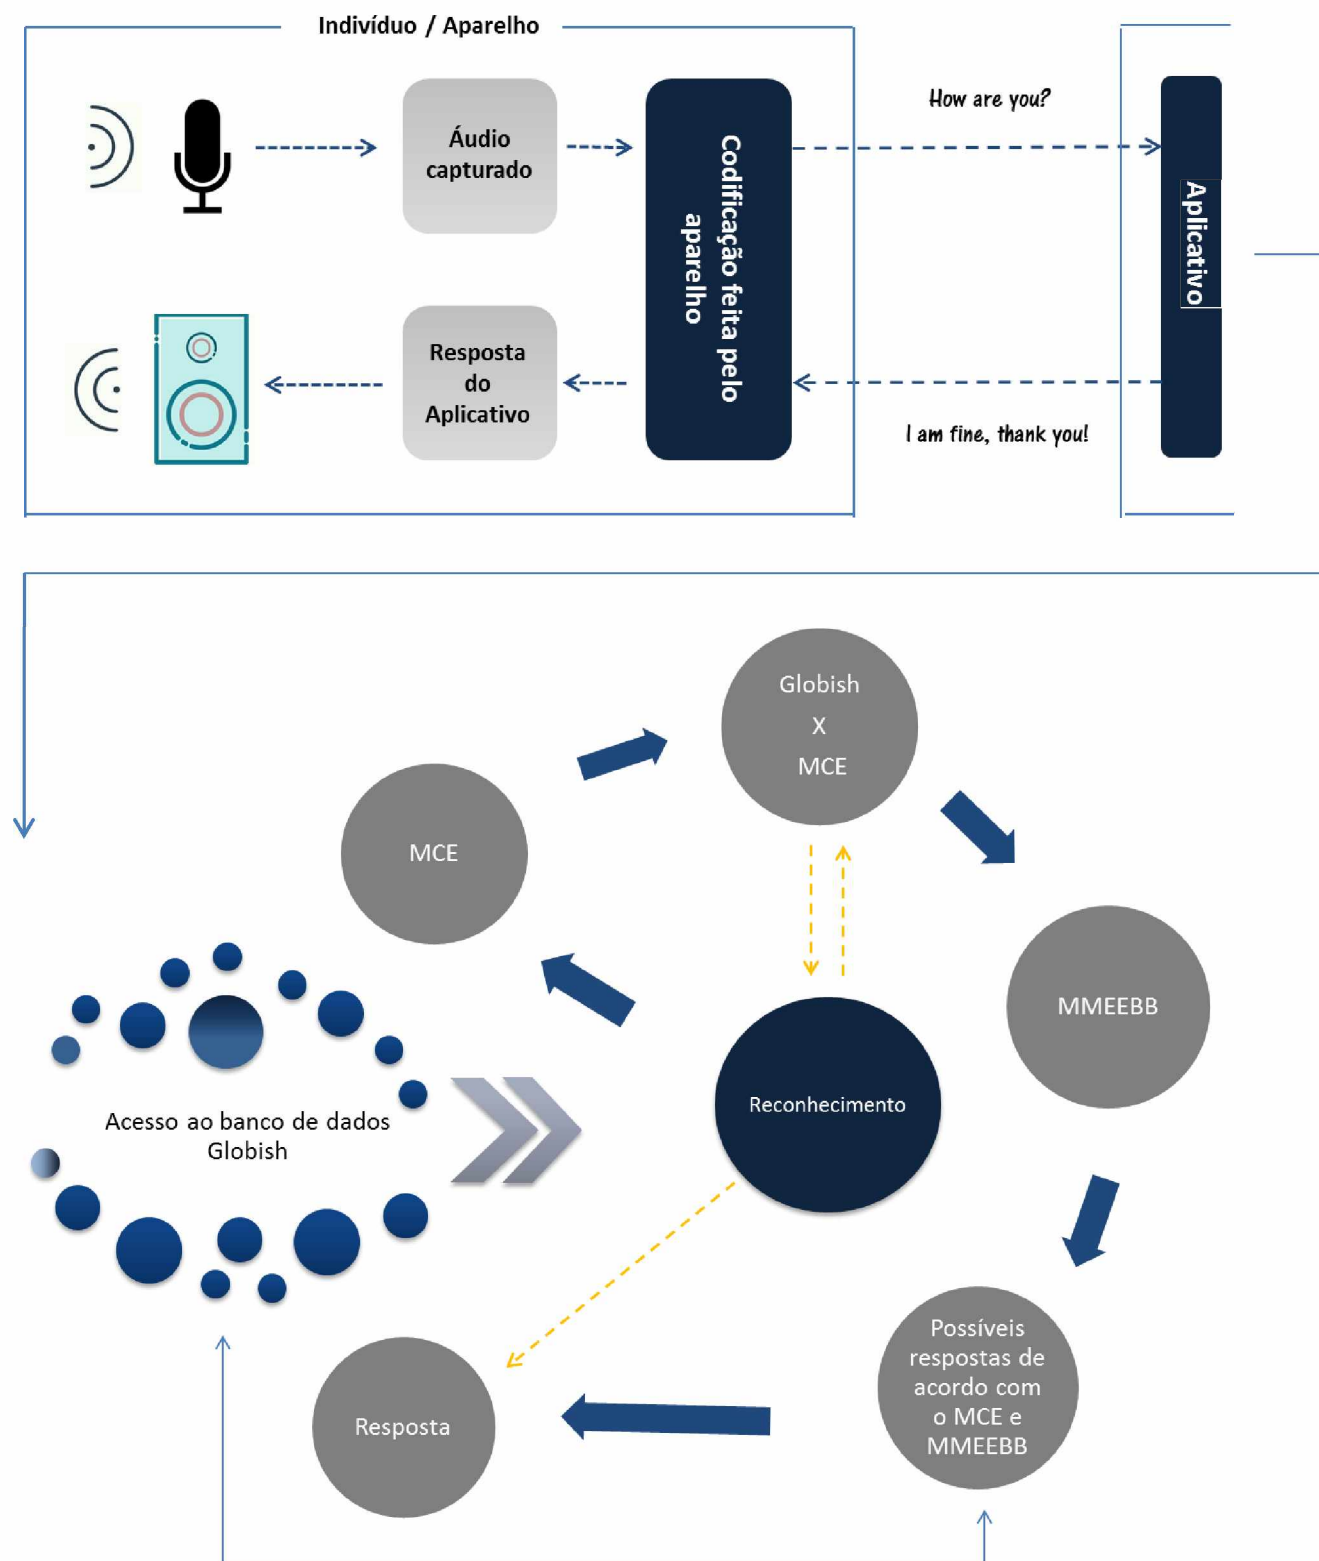 Indivíduo / Aparelho
Áudio
capturado
Codificação feita pelo
aparelho
How are you?
Aplicativo
Resposta
do
Aplicativo
I am fine, thank you!
Globish
X
MCE
MCE
MMEEBB
Reconhecimento
Acesso ao banco de dados
Globish
Possíveis
respostas de
acordo com
o MCE e
MMEEBB
Resposta